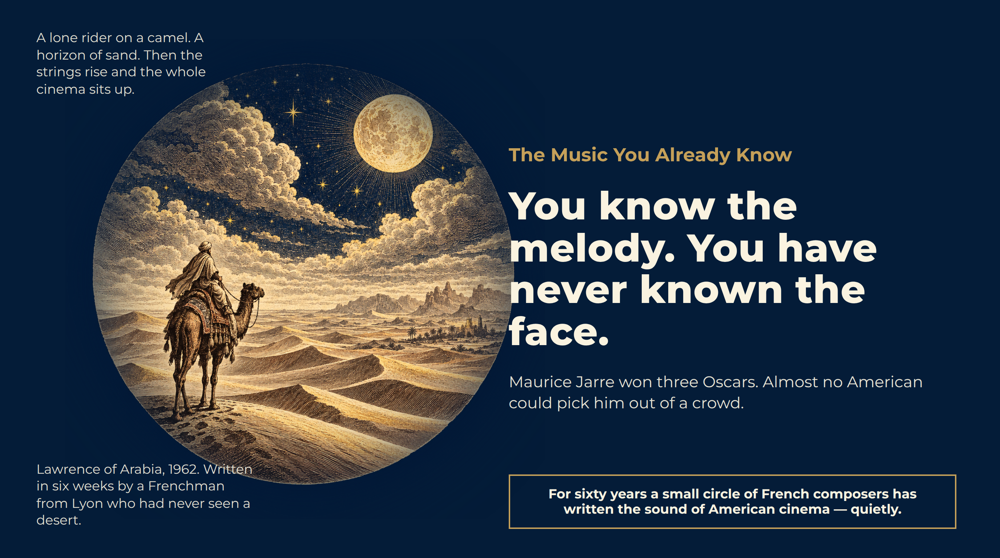 A lone rider on a camel. A
horizon of sand. Then the
strings rise and the whole
cinema sits up.
The Music You Already Know
You know the
melody. You have
never known the
face.
Maurice Jarre won three Oscars. Almost no American
could pick him out of a crowd.
Lawrence of Arabia, 1962. Written
in six weeks by a Frenchman
from Lyon who had never seen a
desert.
For sixty years a small circle of French composers has
written the sound of American cinema — quietly.